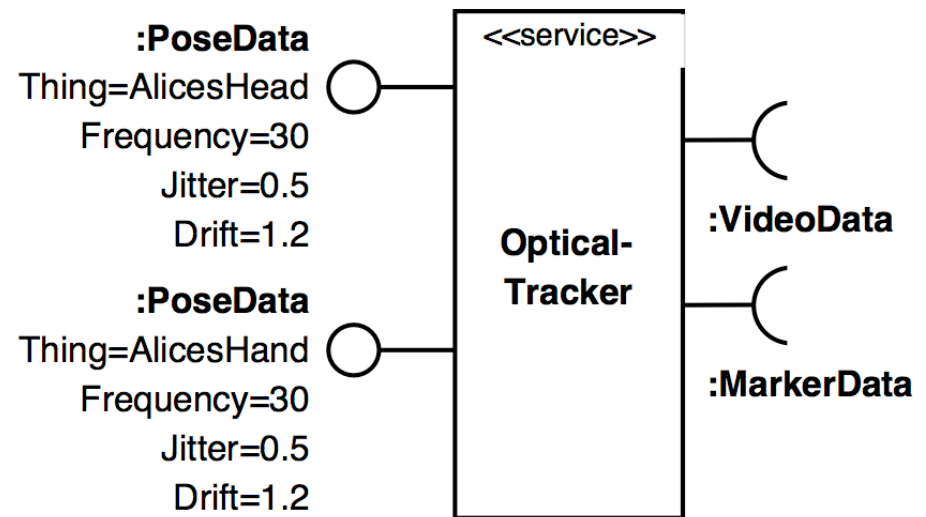 :PoseData
Thing=AlicesHead
Frequency=30
Jitter=0.5
Drift=1.2
:PoseData
Thing=AlicesHand
Frequency=30
Jitter=0.5
Drift=1.2
<<service>>
Optical-
Tracker
:VideoData
:MarkerData